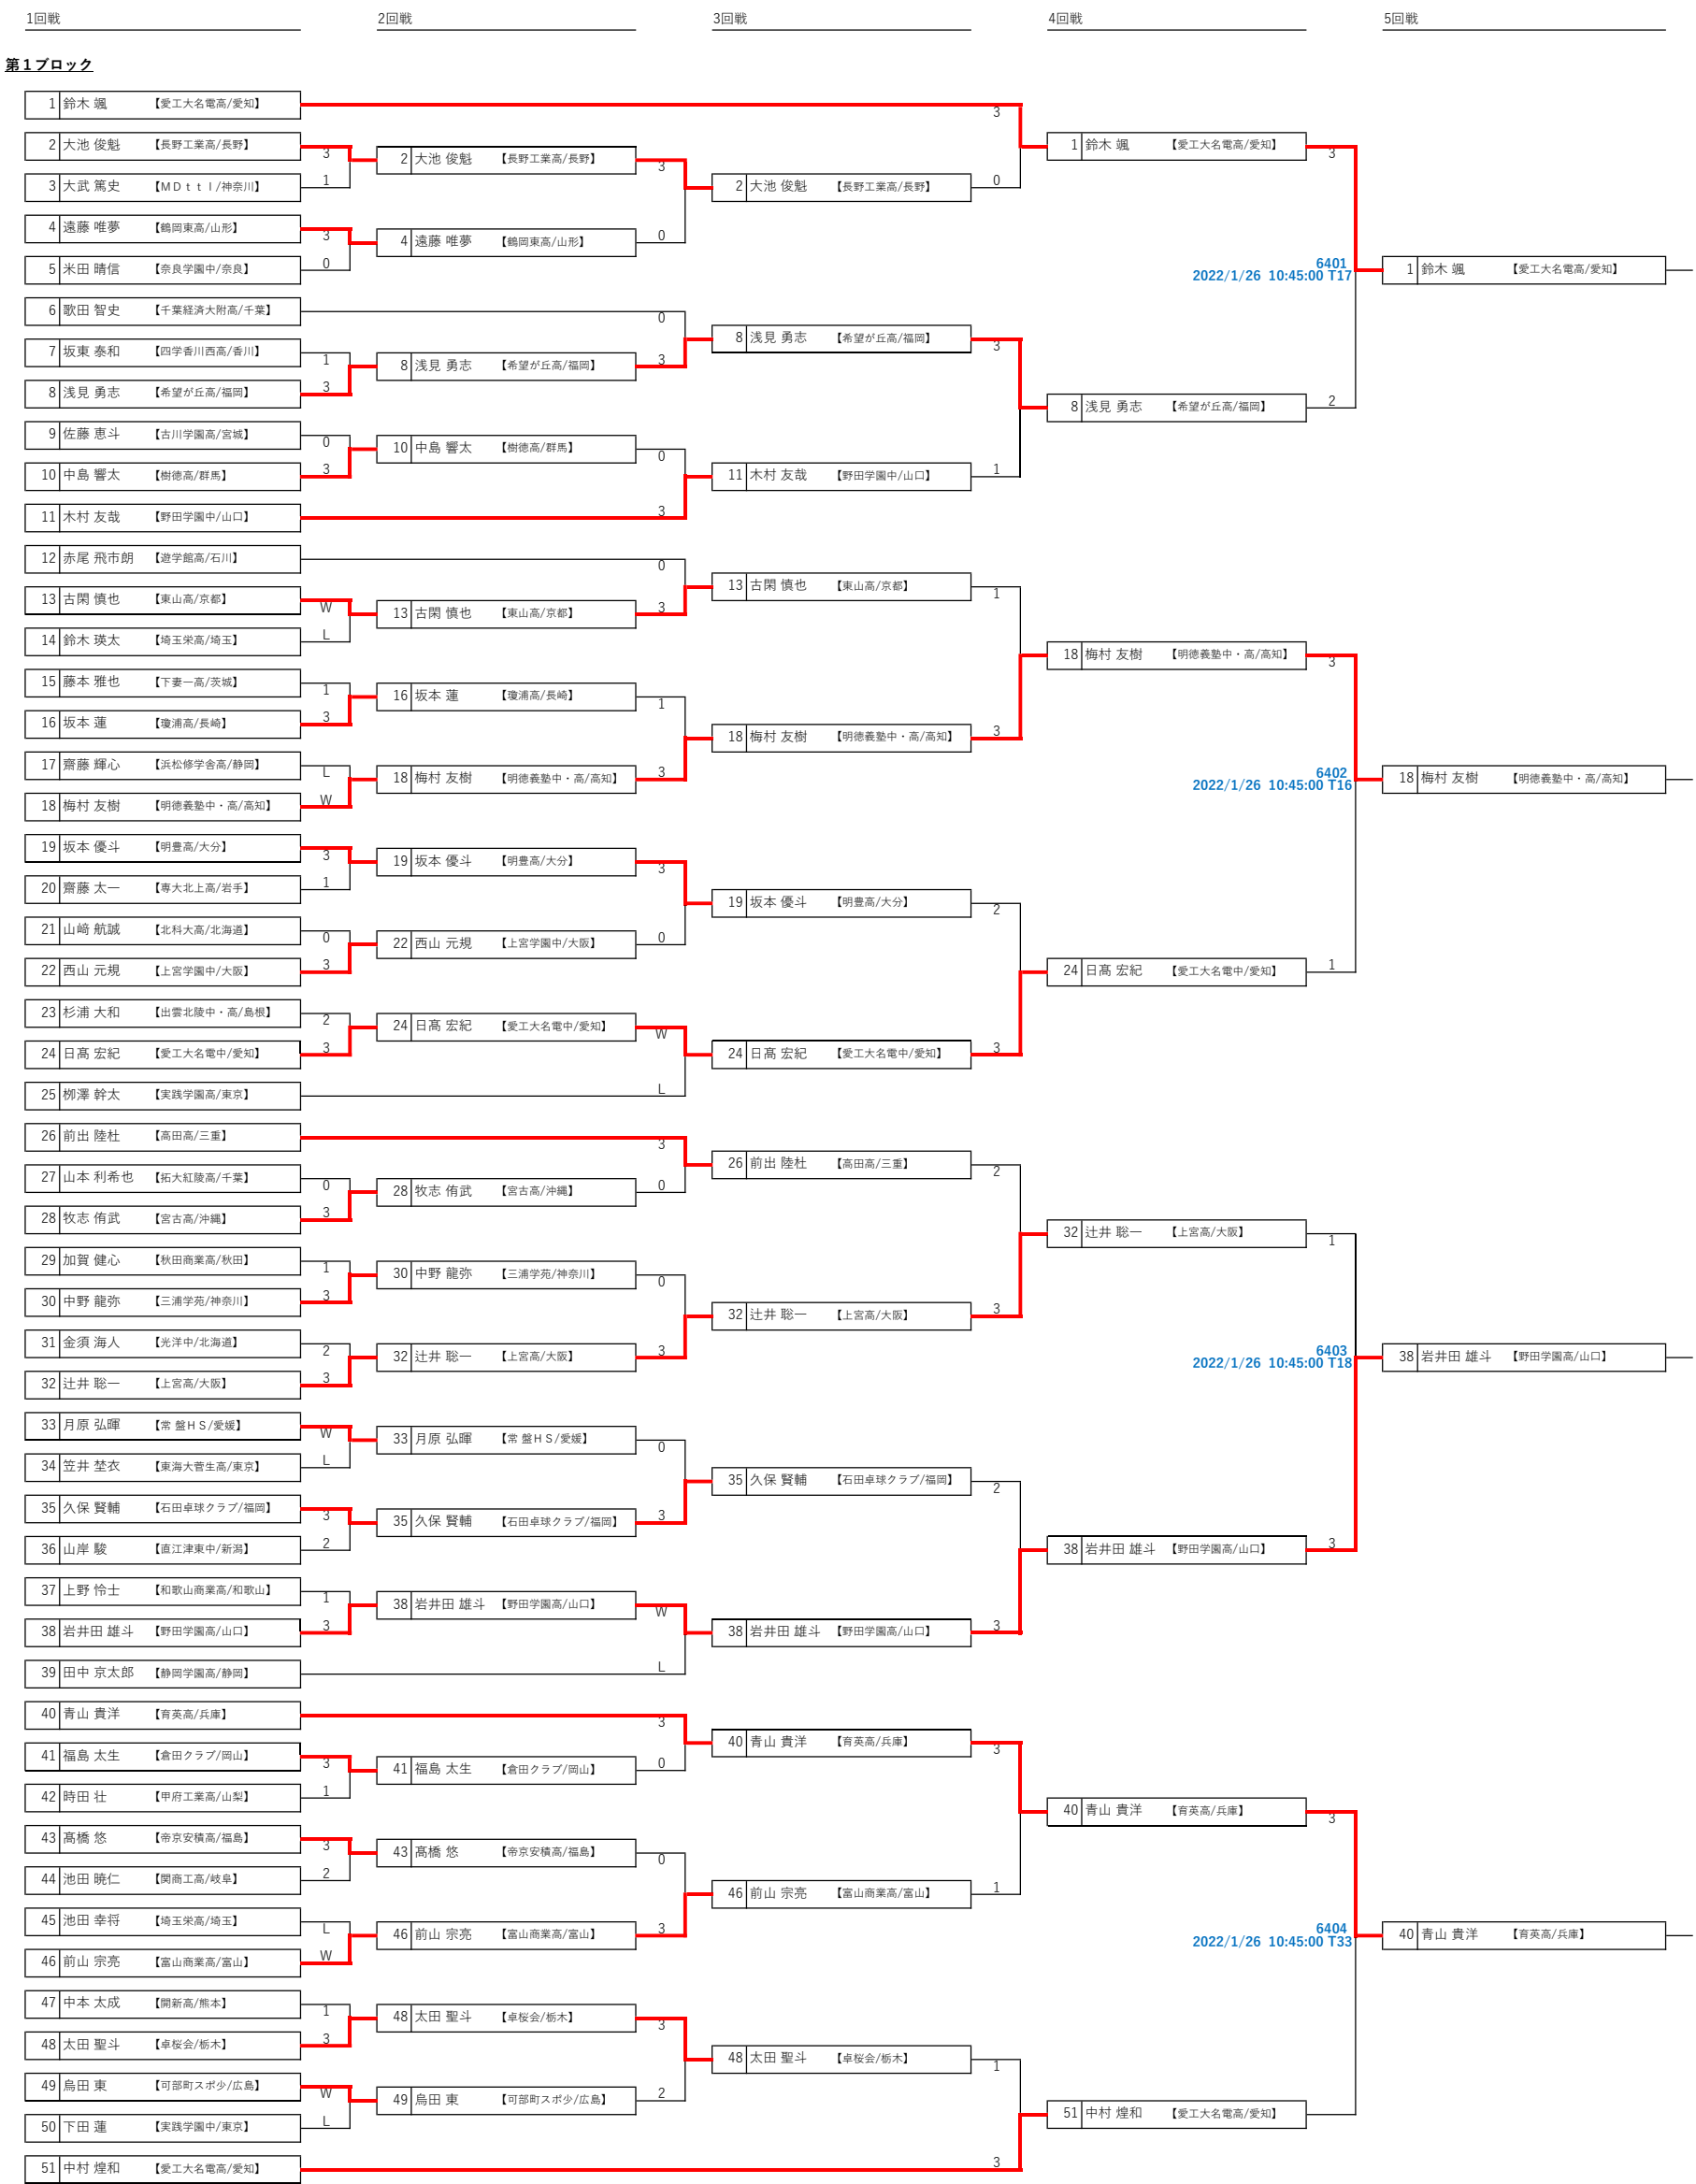 1回戦 2回戦 3回戦 4回戦 5回戦
第１ブロック
1 鈴木 颯 【愛工大名電高/愛知】
3
2 大池 俊魁 【長野工業高/長野】
3
1 鈴木 颯 【愛工大名電高/愛知】
3
2 大池 俊魁 【長野工業高/長野】
3
3 大武 篤史 【ＭＤｔｔｌ/神奈川】
1
2 大池 俊魁 【長野工業高/長野】
0
4 遠藤 唯夢 【鶴岡東高/山形】
3
4 遠藤 唯夢 【鶴岡東高/山形】
0
5 米田 晴信 【奈良学園中/奈良】
0
6401
2022/1/26 10:45:00 T17
1 鈴木 颯 【愛工大名電高/愛知】
6 歌田 智史 【千葉経済大附高/千葉】
0
8 浅見 勇志 【希望が丘高/福岡】
3
7 坂東 泰和 【四学香川西高/香川】
1
8 浅見 勇志 【希望が丘高/福岡】
3
8 浅見 勇志 【希望が丘高/福岡】
3
8 浅見 勇志 【希望が丘高/福岡】
2
9 佐藤 恵斗 【古川学園高/宮城】
0
10 中島 響太 【樹徳高/群馬】
0
10 中島 響太 【樹徳高/群馬】
3
11 木村 友哉 【野田学園中/山口】
1
11 木村 友哉 【野田学園中/山口】
3
12 赤尾 飛市朗 【遊学館高/石川】
0
13 古閑 慎也 【東山高/京都】
1
13 古閑 慎也 【東山高/京都】
W
13 古閑 慎也 【東山高/京都】
3
14 鈴木 瑛太 【埼玉栄高/埼玉】
L
18 梅村 友樹 【明徳義塾中・高/高知】
3
15 藤本 雅也 【下妻一高/茨城】
1
16 坂本 蓮 【瓊浦高/長崎】
1
16 坂本 蓮 【瓊浦高/長崎】
3
18 梅村 友樹 【明徳義塾中・高/高知】
3
17 齋藤 輝心 【浜松修学舎高/静岡】
L
18 梅村 友樹 【明徳義塾中・高/高知】
3
6402
2022/1/26 10:45:00 T16
18 梅村 友樹 【明徳義塾中・高/高知】
18 梅村 友樹 【明徳義塾中・高/高知】
W
19 坂本 優斗 【明豊高/大分】
3
19 坂本 優斗 【明豊高/大分】
3
20 齋藤 太一 【専大北上高/岩手】
1
19 坂本 優斗 【明豊高/大分】
2
21 山﨑 航誠 【北科大高/北海道】
0
22 西山 元規 【上宮学園中/大阪】
0
22 西山 元規 【上宮学園中/大阪】
3
24 日髙 宏紀 【愛工大名電中/愛知】
1
23 杉浦 大和 【出雲北陵中・高/島根】
2
24 日髙 宏紀 【愛工大名電中/愛知】
W
24 日髙 宏紀 【愛工大名電中/愛知】
3
24 日髙 宏紀 【愛工大名電中/愛知】
3
25 栁澤 幹太 【実践学園高/東京】
L
26 前出 陸杜 【高田高/三重】
3
26 前出 陸杜 【高田高/三重】
2
27 山本 利希也 【拓大紅陵高/千葉】
0
28 牧志 侑武 【宮古高/沖縄】
0
28 牧志 侑武 【宮古高/沖縄】
3
32 辻井 聡一 【上宮高/大阪】
1
29 加賀 健心 【秋田商業高/秋田】
1
30 中野 龍弥 【三浦学苑/神奈川】
0
30 中野 龍弥 【三浦学苑/神奈川】
3
32 辻井 聡一 【上宮高/大阪】
3
31 金須 海人 【光洋中/北海道】
2
32 辻井 聡一 【上宮高/大阪】
3
6403
2022/1/26 10:45:00 T18
38 岩井田 雄斗 【野田学園高/山口】
32 辻井 聡一 【上宮高/大阪】
3
33 月原 弘暉 【常 盤ＨＳ/愛媛】
W
33 月原 弘暉 【常 盤ＨＳ/愛媛】
0
34 笠井 埜衣 【東海大菅生高/東京】
L
35 久保 賢輔 【石田卓球クラブ/福岡】
2
35 久保 賢輔 【石田卓球クラブ/福岡】
3
35 久保 賢輔 【石田卓球クラブ/福岡】
3
36 山岸 駿 【直江津東中/新潟】
2
38 岩井田 雄斗 【野田学園高/山口】
3
37 上野 怜士 【和歌山商業高/和歌山】
1
38 岩井田 雄斗 【野田学園高/山口】
W
38 岩井田 雄斗 【野田学園高/山口】
3
38 岩井田 雄斗 【野田学園高/山口】
3
39 田中 京太郎 【静岡学園高/静岡】
L
40 青山 貴洋 【育英高/兵庫】
3
40 青山 貴洋 【育英高/兵庫】
3
41 福島 太生 【倉田クラブ/岡山】
3
41 福島 太生 【倉田クラブ/岡山】
0
42 時田 壮 【甲府工業高/山梨】
1
40 青山 貴洋 【育英高/兵庫】
3
43 髙橋 悠 【帝京安積高/福島】
3
43 髙橋 悠 【帝京安積高/福島】
0
44 池田 暁仁 【関商工高/岐阜】
2
46 前山 宗亮 【富山商業高/富山】
1
45 池田 幸将 【埼玉栄高/埼玉】
L
46 前山 宗亮 【富山商業高/富山】
3
6404
2022/1/26 10:45:00 T33
40 青山 貴洋 【育英高/兵庫】
46 前山 宗亮 【富山商業高/富山】
W
47 中本 太成 【開新高/熊本】
1
48 太田 聖斗 【卓桜会/栃木】
3
48 太田 聖斗 【卓桜会/栃木】
3
48 太田 聖斗 【卓桜会/栃木】
1
49 烏田 東 【可部町スポ少/広島】
W
49 烏田 東 【可部町スポ少/広島】
2
50 下田 蓮 【実践学園中/東京】
L
51 中村 煌和 【愛工大名電高/愛知】
51 中村 煌和 【愛工大名電高/愛知】
3